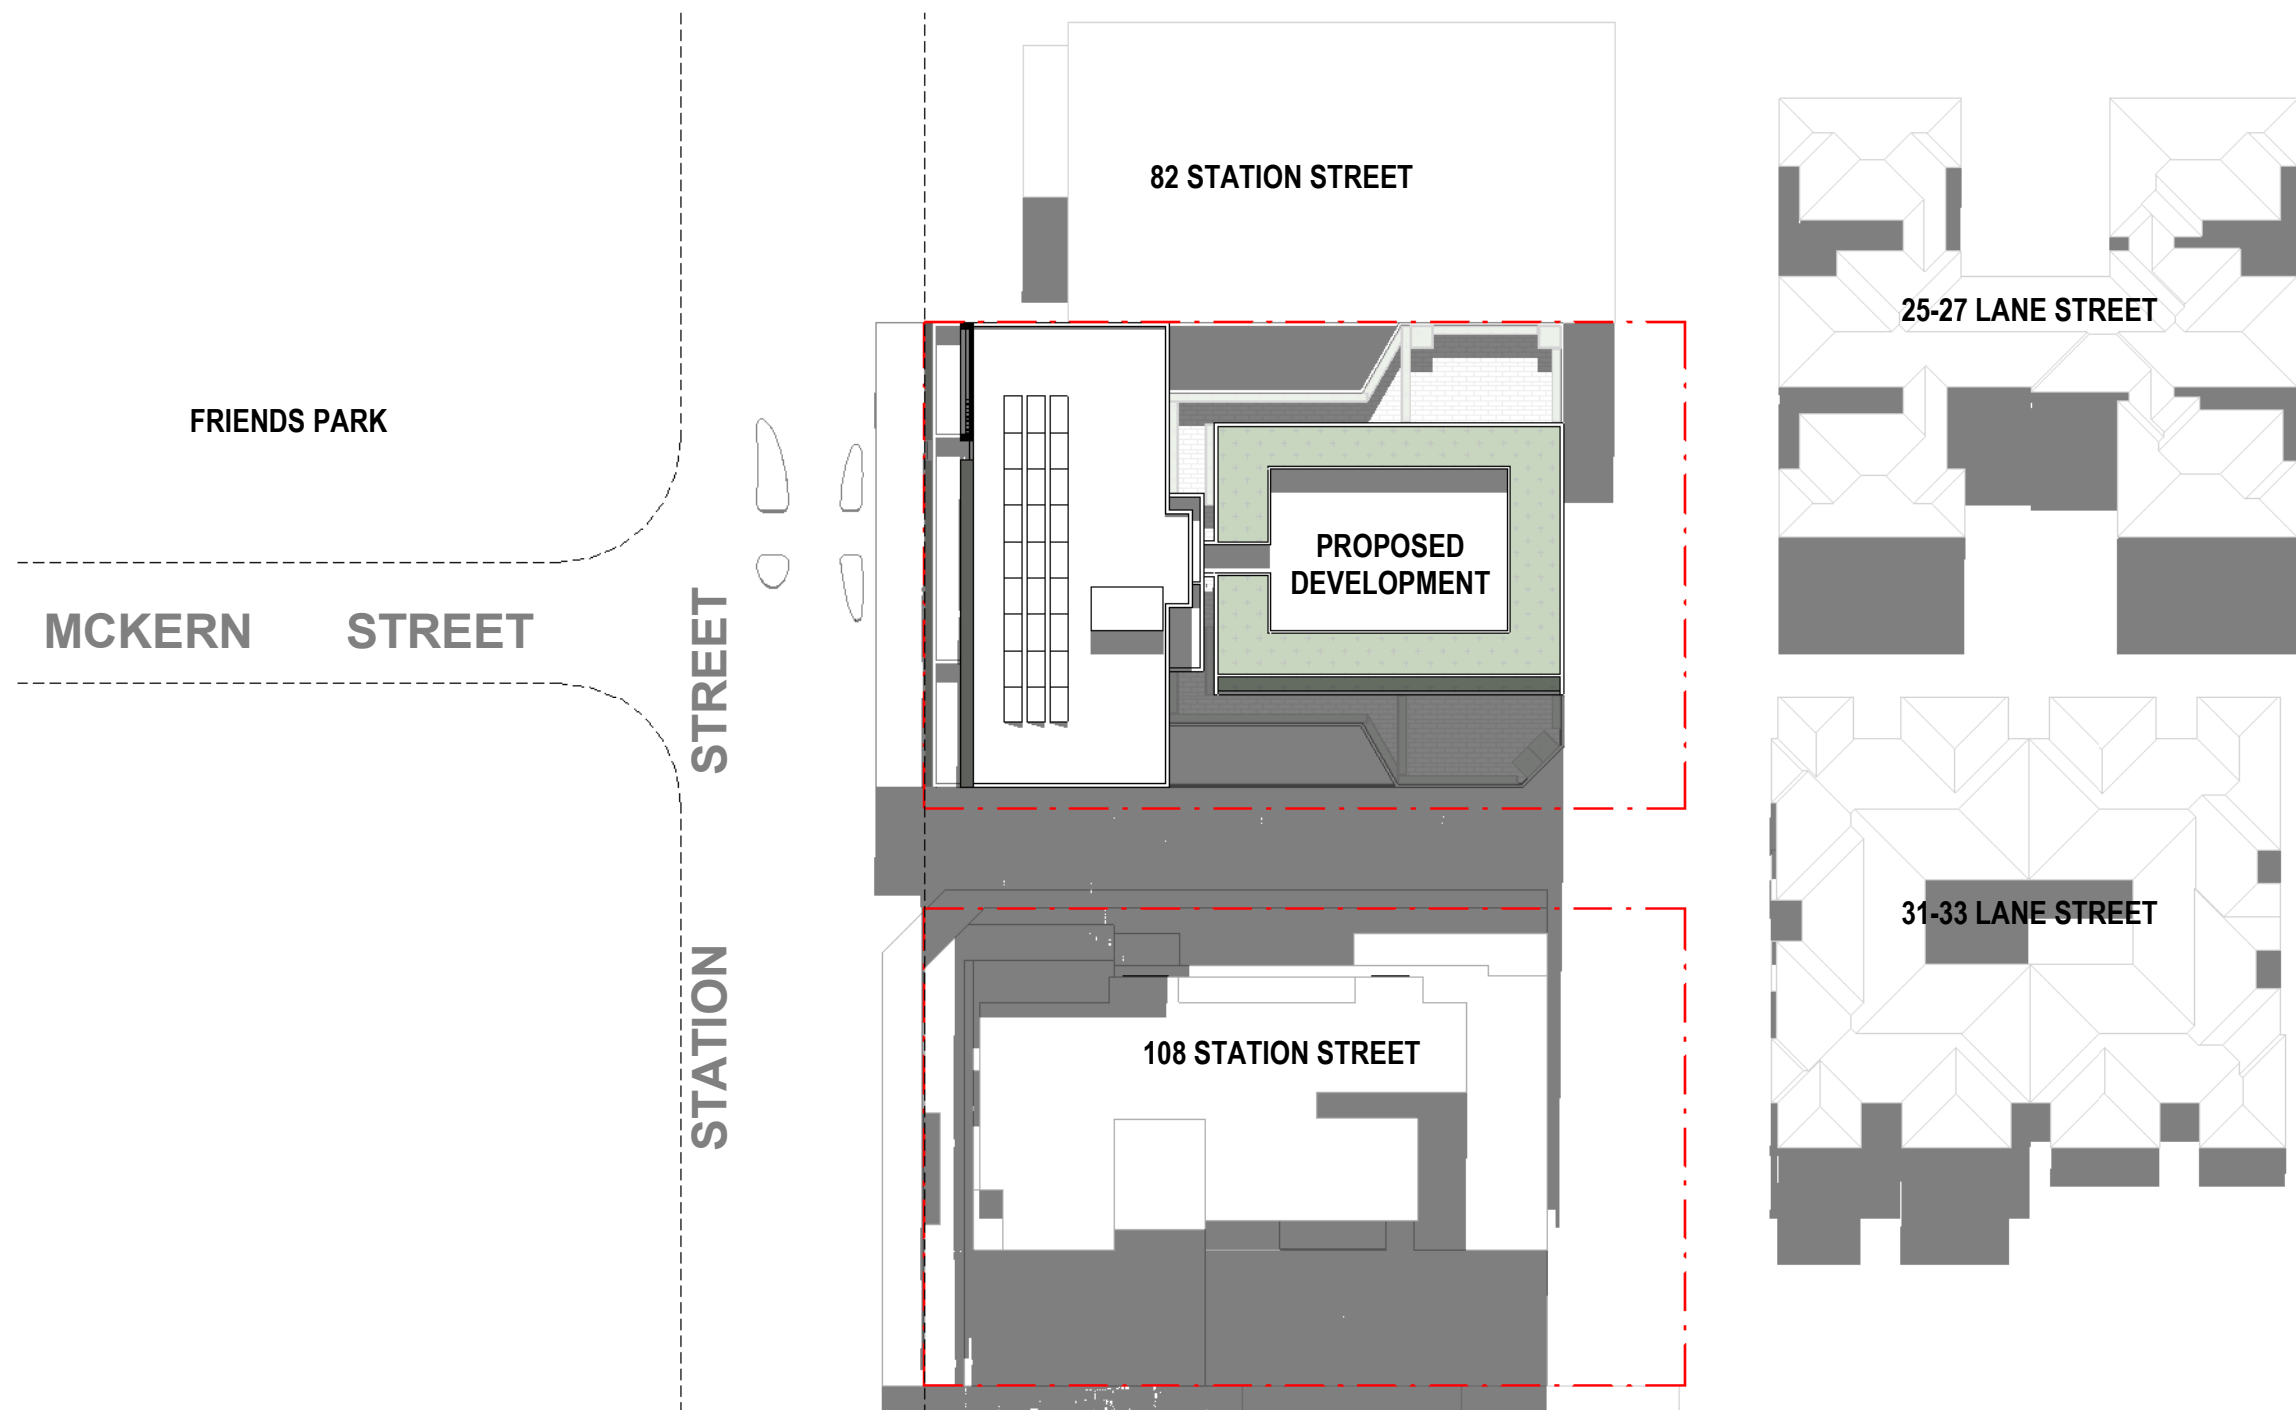 82 STATION STREET
25-27 LANE STREET
FRIENDS PARK
PROPOSED
DEVELOPMENT
MCKERN STREET
STATION STREET
31-33 LANE STREET
108 STATION STREET